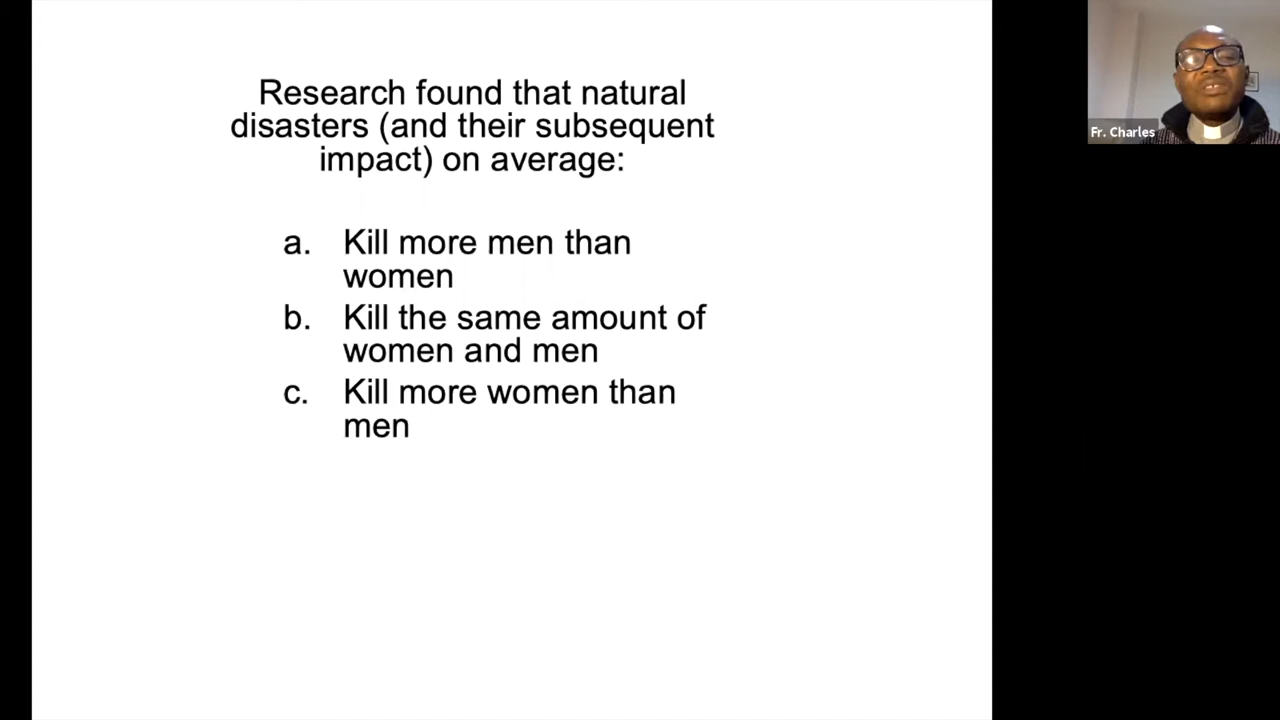 Research found that natural
disasters (and their subsequent
impact) on average:
a. Kill more men than
women
b. Kill the same amount of
women and men
c. Kill more women than
men
Fr. Charles